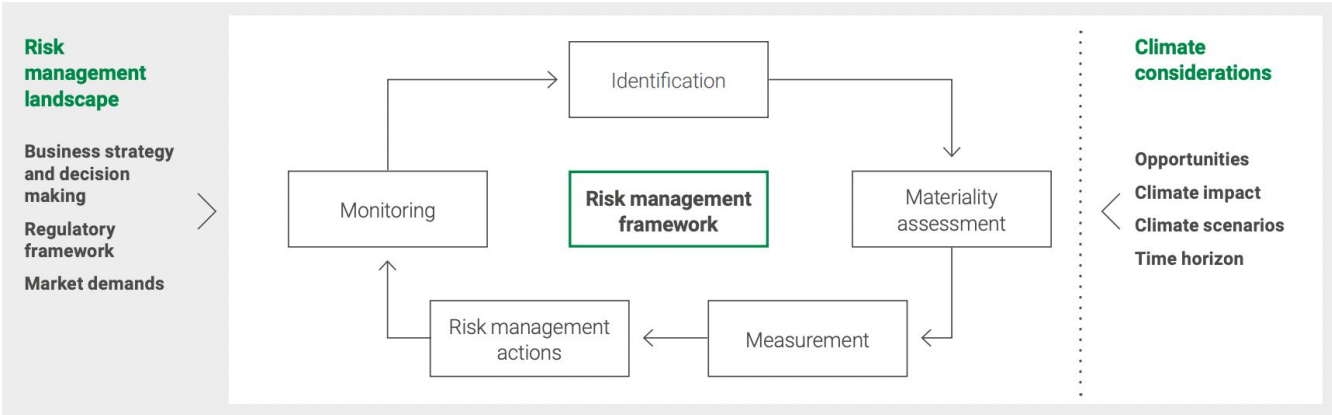 Risk
management
landscape
Business strategy
and decision
making
Regulatory
framework
Market demands
Identification
Monitoring
Risk management
framework
Materiality
assessment
Risk management
actions
Measurement
Climate
considerations
Opportunities
Climate impact
Climate scenarios
Time horizon